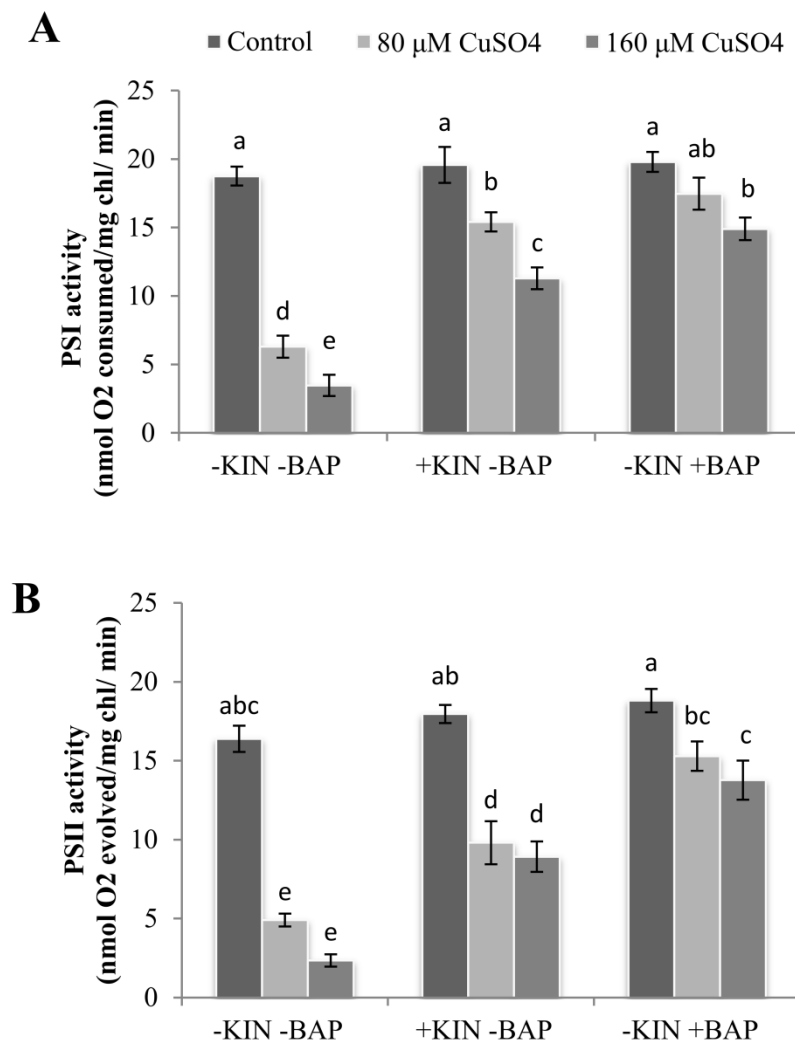 A
Control 80 μM CuSO4 160 μM CuSO4
PSI activity
(nmol O2 consumed/mg chl/ min)
25
20
15
10
5
0
a
d
e
a
b
c
a
ab
b
-KIN -BAP +KIN -BAP -KIN +BAP
B
PSII activity
(nmol O2 evolved/mg chl/ min)
25
20
15
10
5
0
abc
e
e
ab
d
d
a
bc
c
-KIN -BAP +KIN -BAP -KIN +BAP